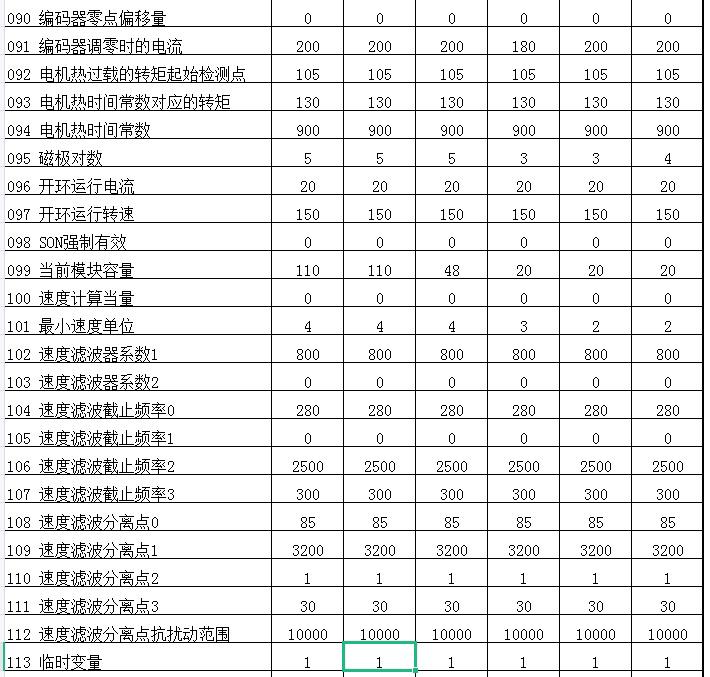 090 编码器零点偏移量 0 0 0 0 0 0
091 编码器调零时的电流 200 200 200 180 200 200
092 电机热过载的转矩起始检测点 105 105 105 105 105 105
093 电机热时间常数对应的转矩 130 130 130 130 130 130
094 电机热时间常数 900 900 900 900 900 900
095 磁极对数 5 5 5 3 3 4
096 开环运行电流 20 20 20 20 20 20
097 开环运行转速 150 150 150 150 150 150
098 SON强制有效 0 0 0 0 0 0
099 当前模块容量 110 110 48 20 20 20
100 速度计算当量 0 0 0 0 0 0
101 最小速度单位 4 4 4 3 2 2
102 速度滤波器系数1 800 800 800 800 800 800
103 速度滤波器系数2 0 0 0 0 0 0
104 速度滤波截止频率0 280 280 280 280 280 280
105 速度滤波截止频率1 0 0 0 0 0 0
106 速度滤波截止频率2 2500 2500 2500 2500 2500 2500
107 速度滤波截止频率3 300 300 300 300 300 300
108 速度滤波分离点0 85 85 85 85 85 85
109 速度滤波分离点1 3200 3200 3200 3200 3200 3200
110 速度滤波分离点2 1 1 1 1 1 1
111 速度滤波分离点3 30 30 30 30 30 30
112 速度滤波分离点抗扰动范围 10000 10000 10000 10000 10000 10000
113 临时变量 1 1 1 1 1 1